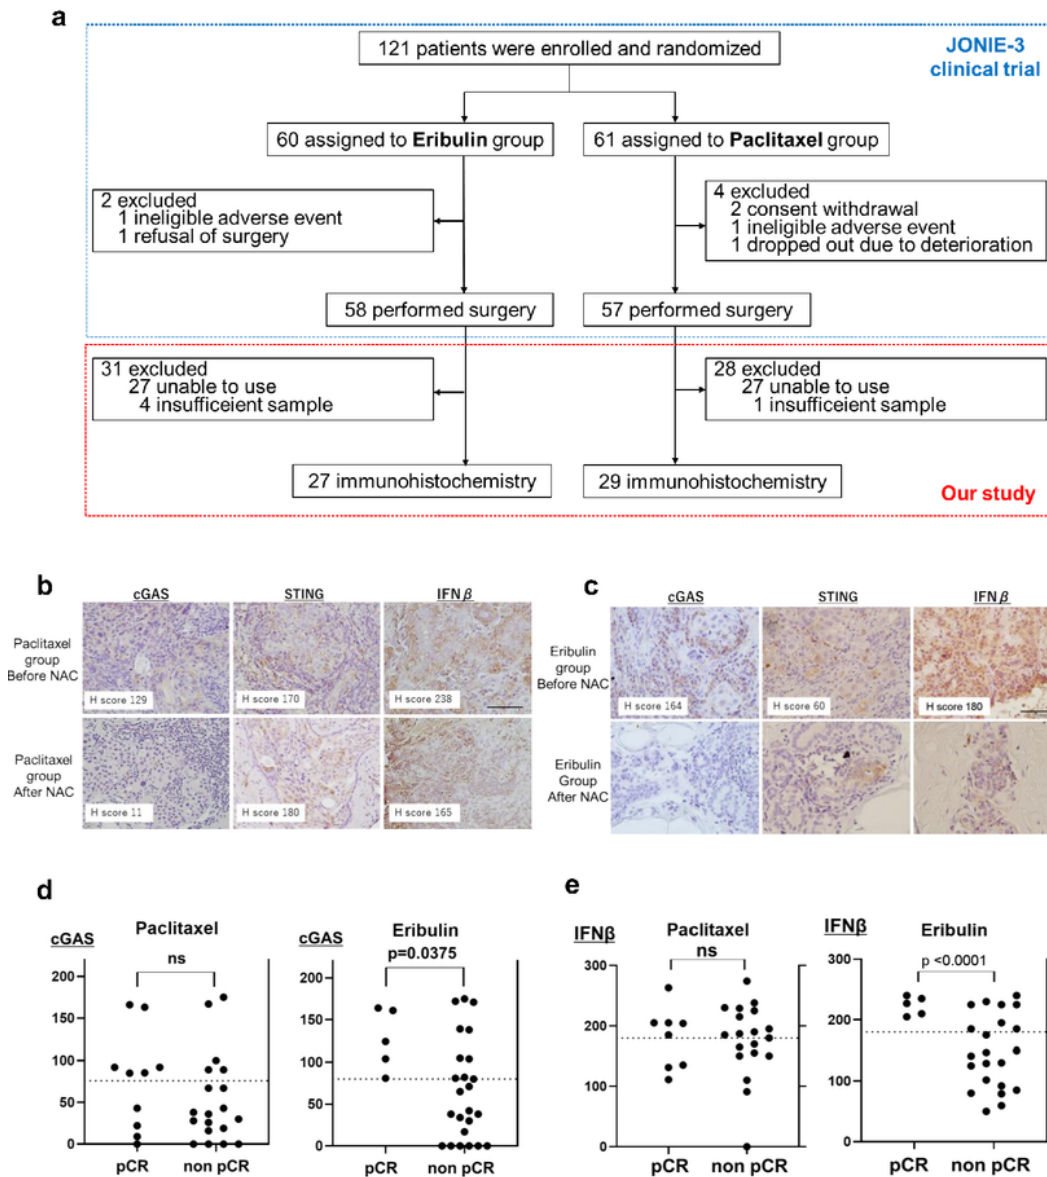 a
JONIE-3
clinical trial
121 patients were enrolled and randomized
60 assigned to Eribulin group
61 assigned to Paclitaxel group
2 excluded
1 ineligible adverse event
1 refusal of surgery
4 excluded
2 consent withdrawal
1 ineligible adverse event
1 dropped out due to deterioration
58 performed surgery
57 performed surgery
31 excluded
27 unable to use
4 insufficeient sample
28 excluded
27 unable to use
1 insufficeient sample
27 immunohistochemistry
29 immunohistochemistry
Our study
b
cGAS
STING
IFN β
Paclitaxel
group
Before NAC
H score 129
H score 170
H score 238
Paclitaxel
group
After NAC
H score 11
H score 180
H score 165
c
cGAS
STING
IFN β
Eribulin
group
Before NAC
H score 164
H score 60
H score 180
Eribulin
Group
After NAC
d
cGAS
Paclitaxel
ns
200
150
100
50
0
pCR
non pCR
cGAS
Eribulin
p=0.0375
200
150
100
50
0
pCR
non pCR
e
IFNβ
Paclitaxel
ns
300
200
100
0
pCR
non pCR
IFNβ
Eribulin
p <0.0001
300
200
100
0
pCR
non pCR